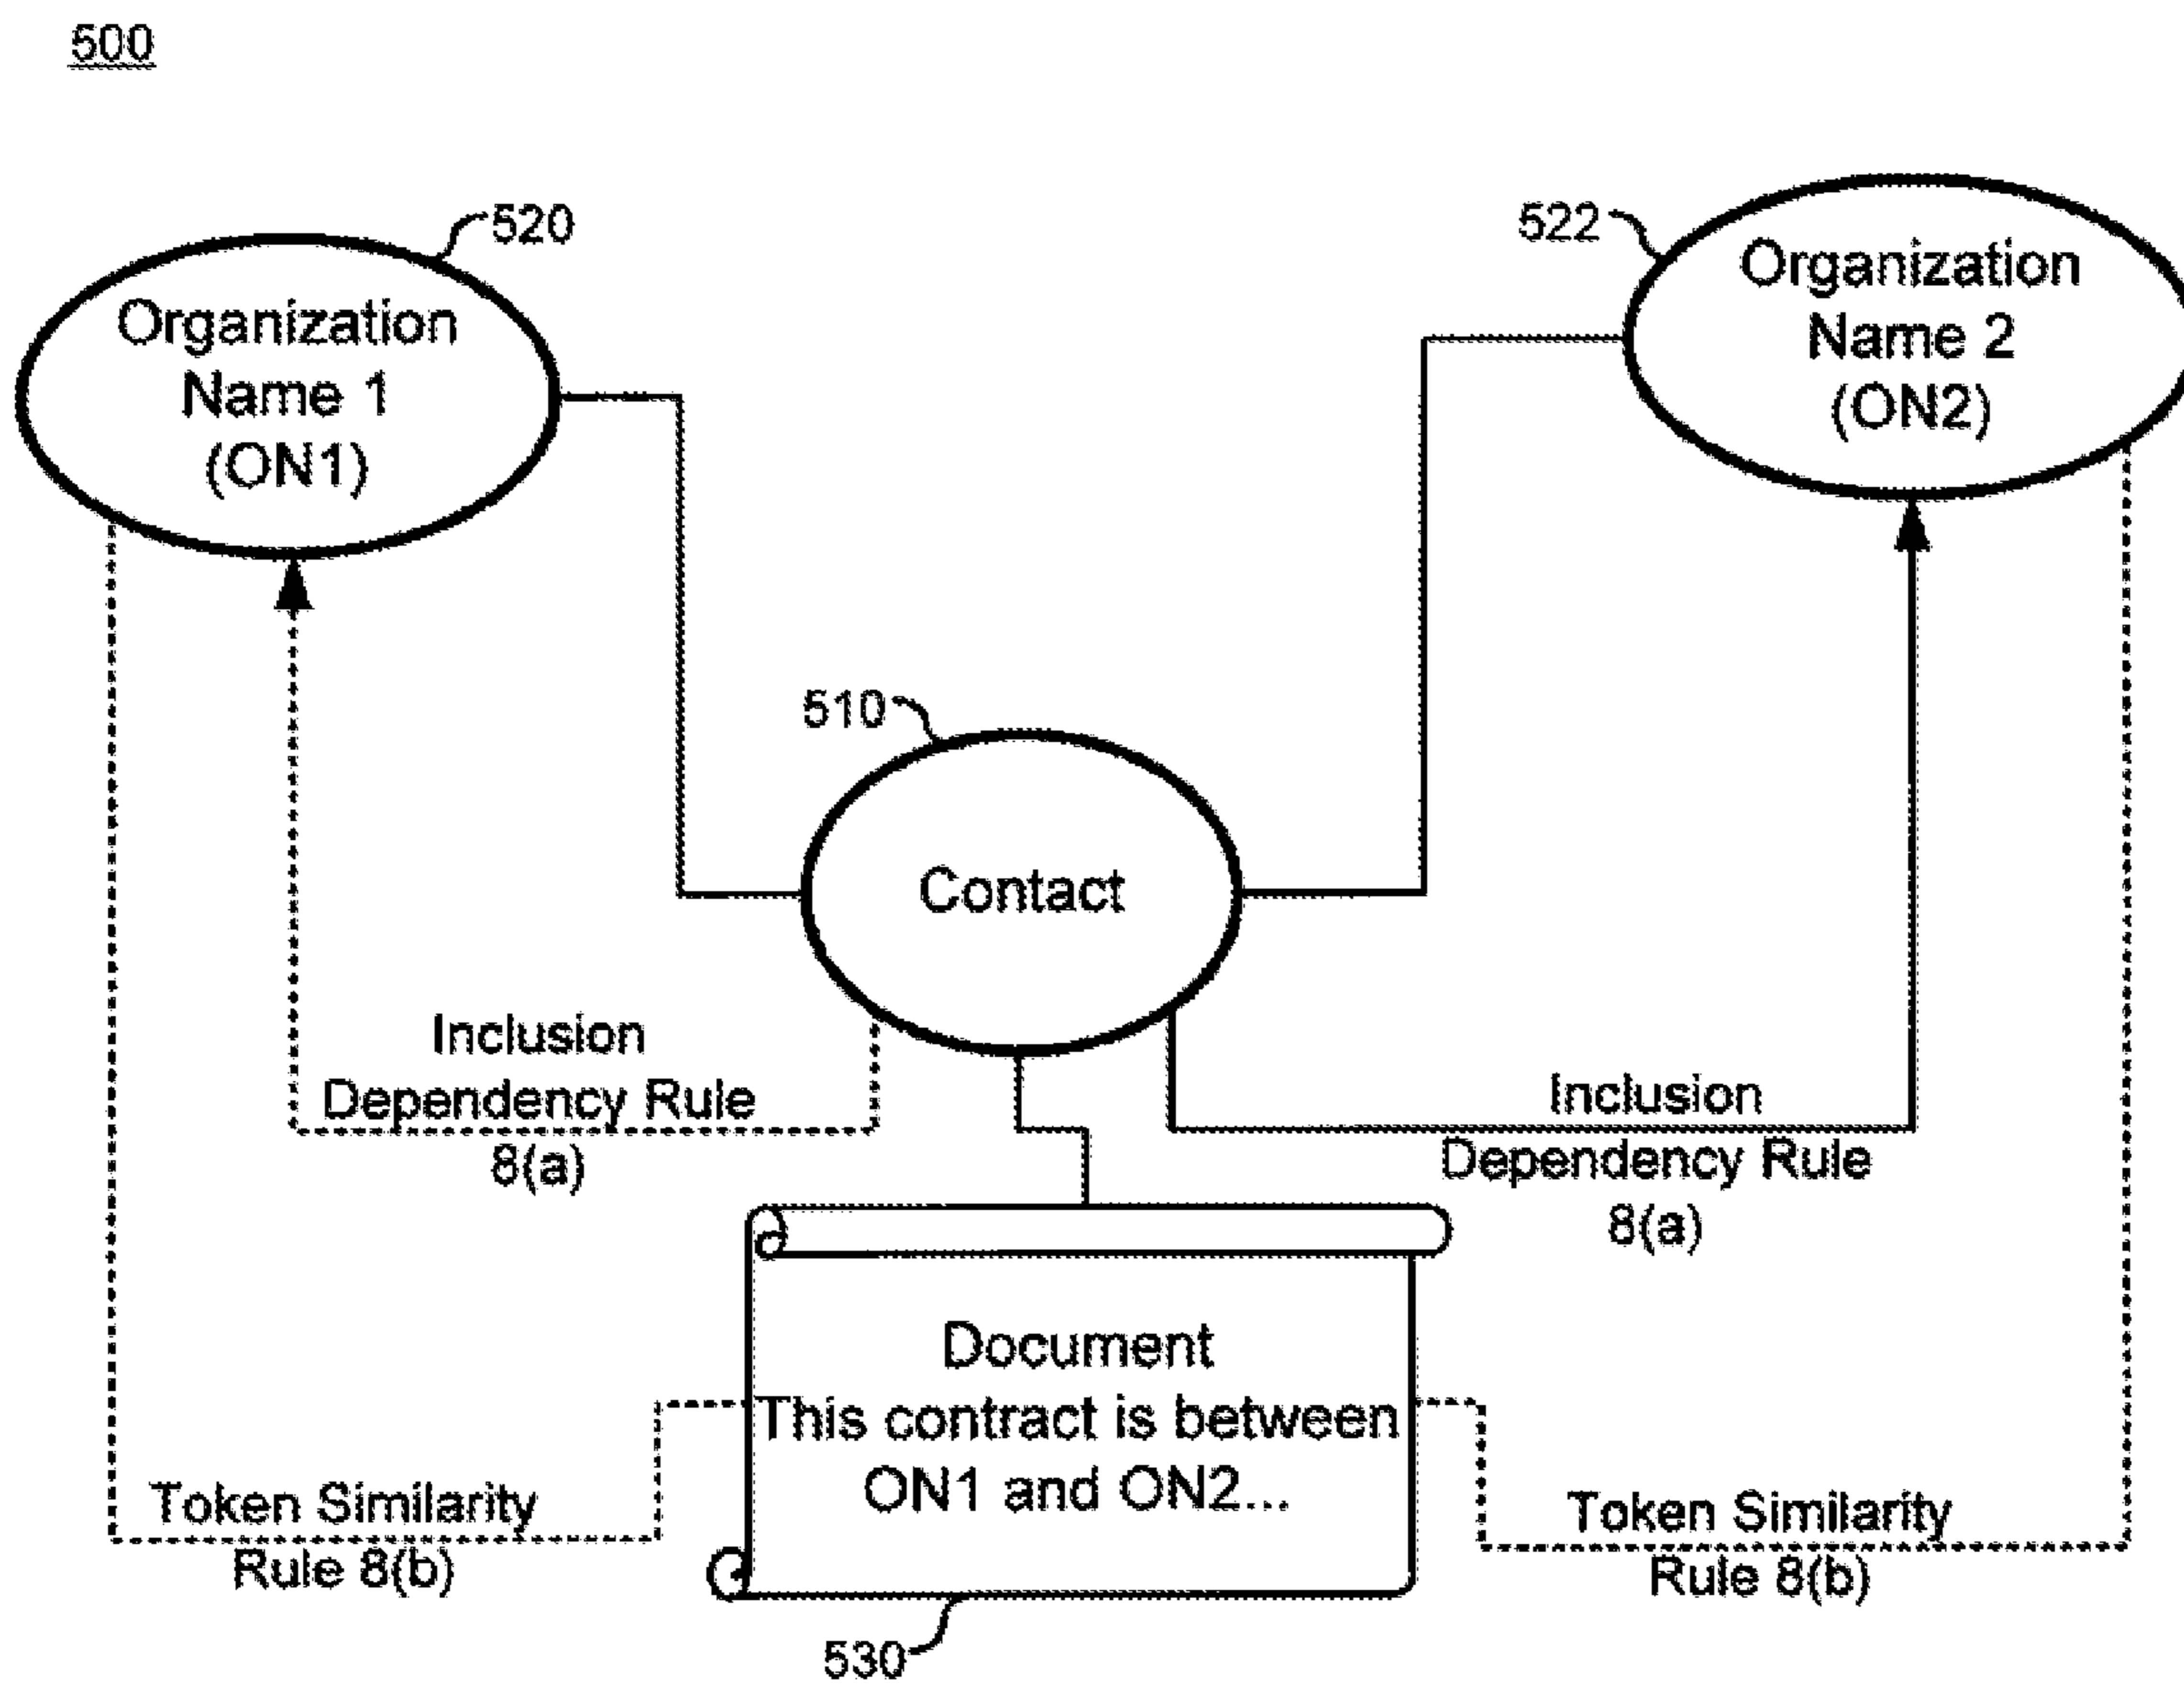 500
520
Organization
Name 1
(ON1)
522
Organization
Name 2
(ON2)
510
Contact
Inclusion
Dependency Rule
8(a)
Inclusion
Dependency Rule
8(a)
Document
This contract is between
ON1 and ON2...
Token Similarity
Rule 8(b)
Token Similarity
Rule 8(b)
530